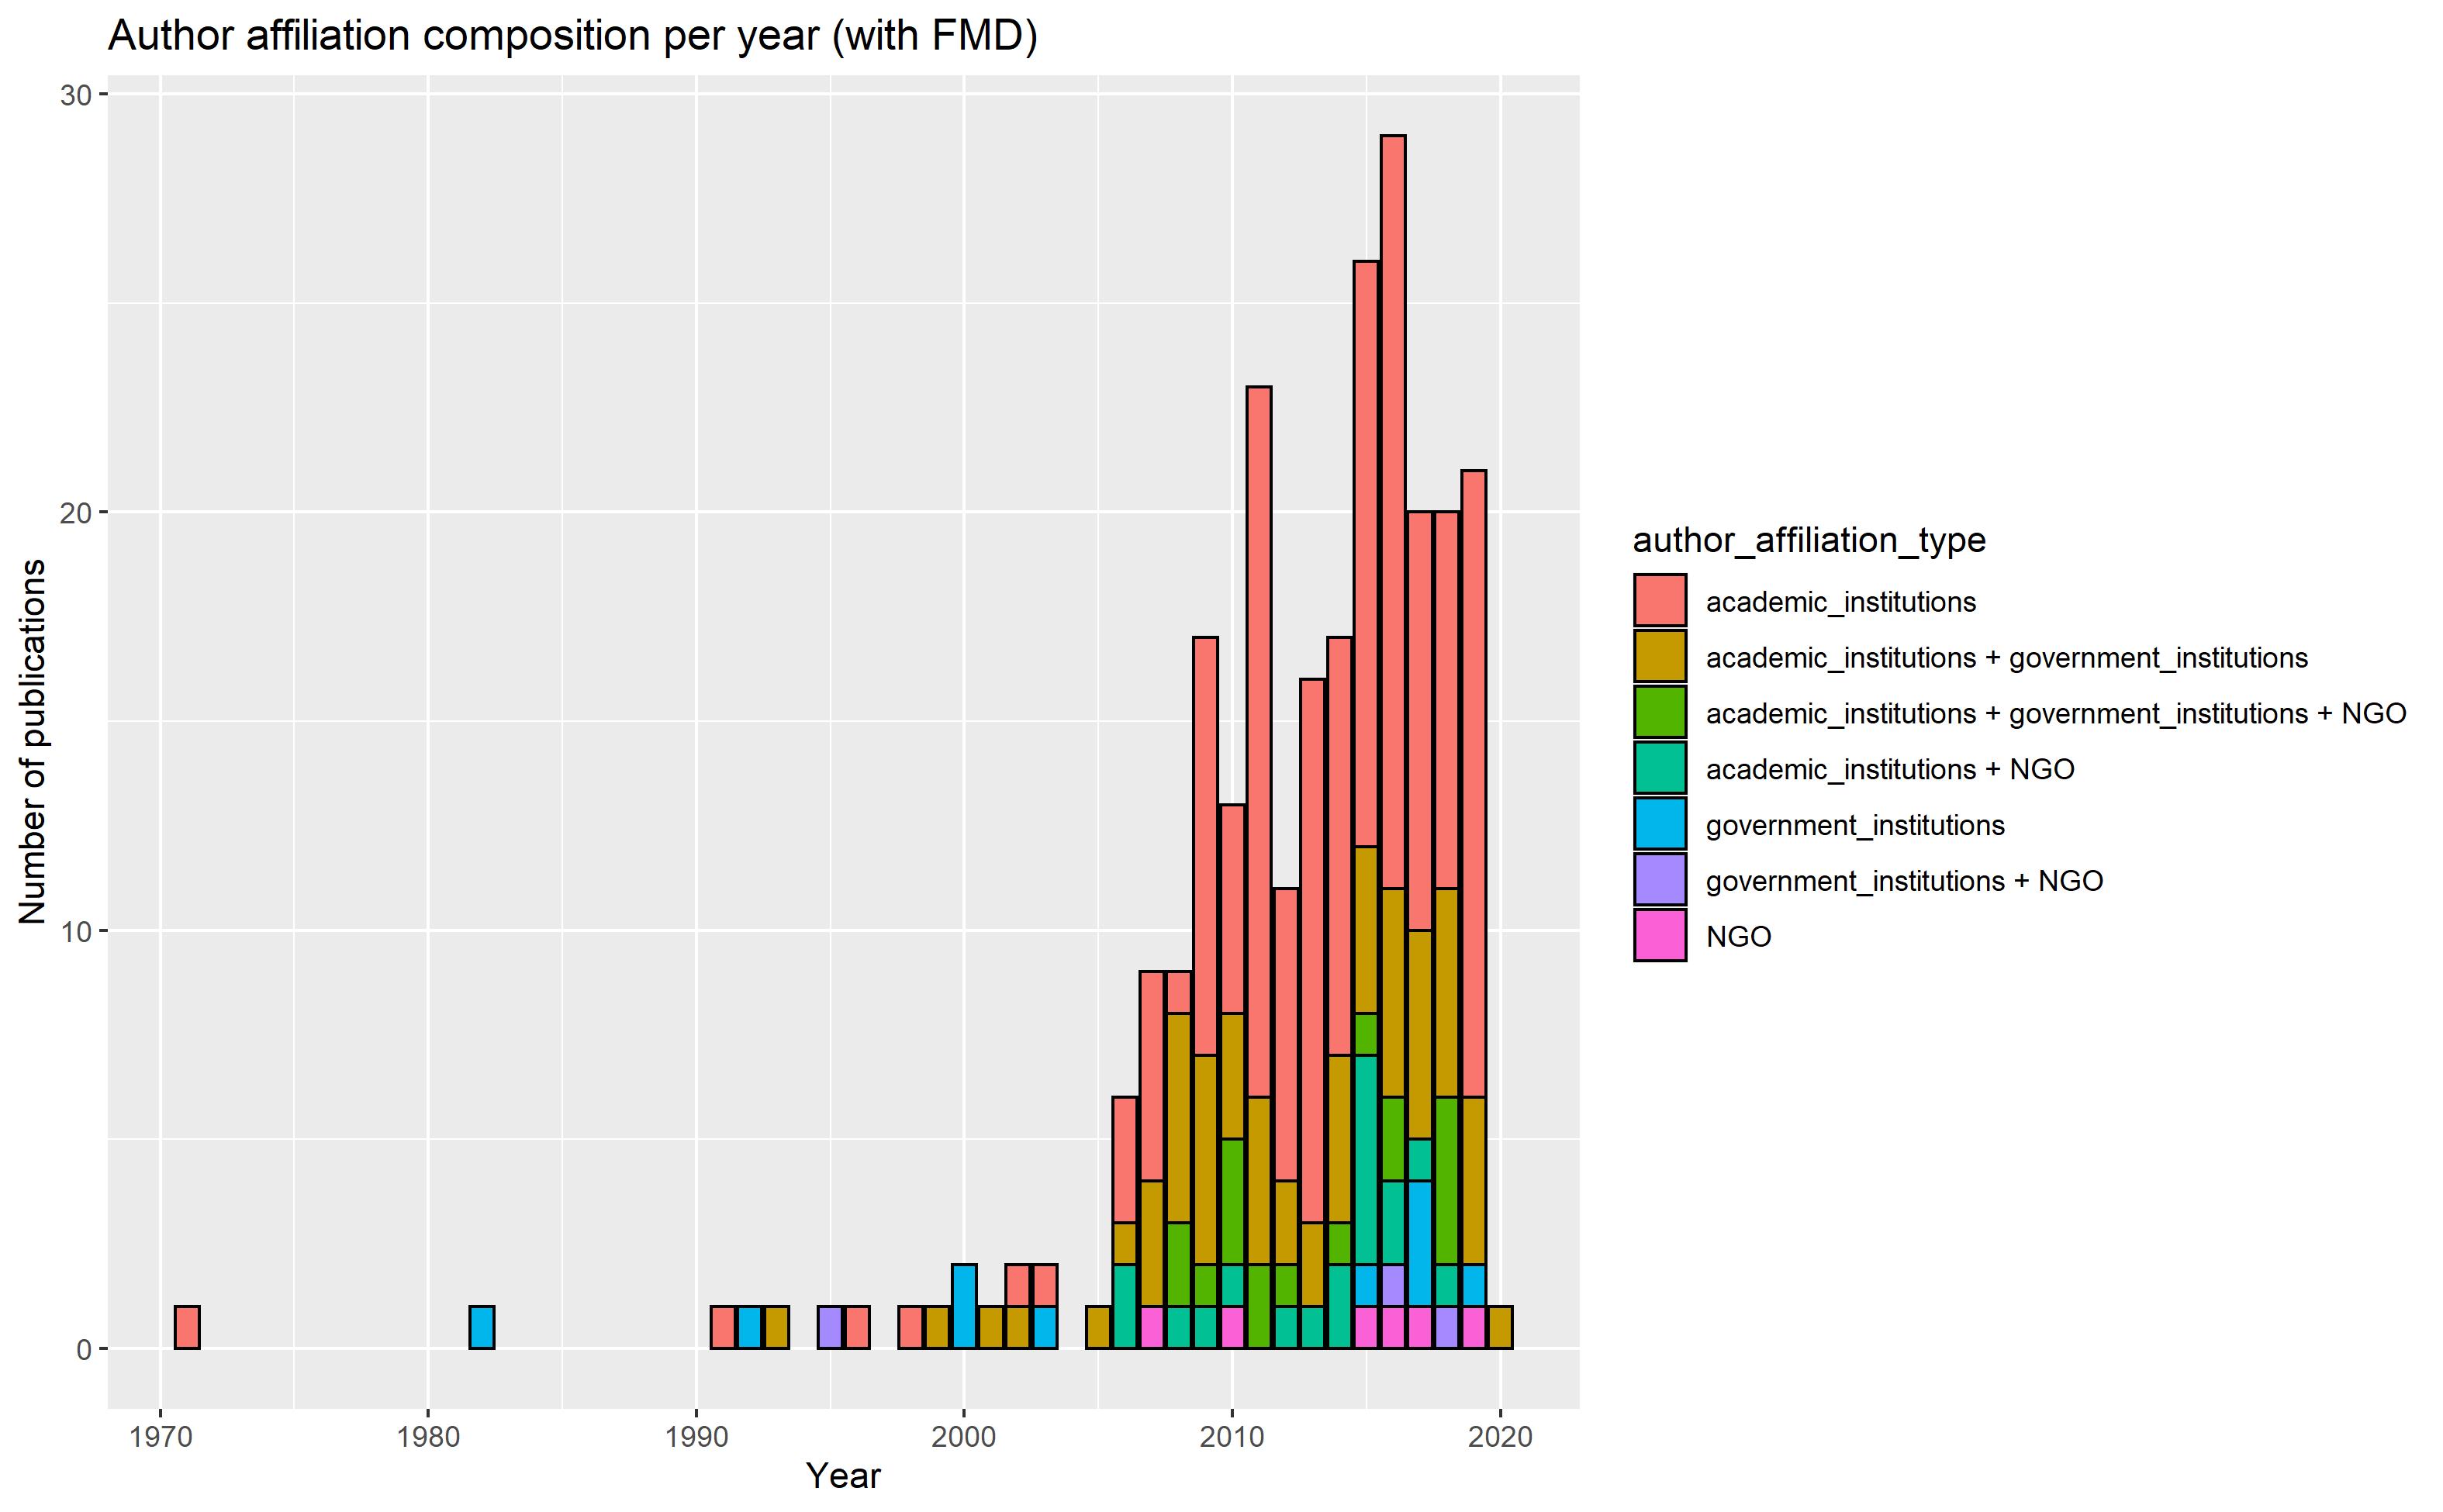 Author affiliation composition per year (with FMD)
30
20
10
0
Number of publications
1970
1980
1990
2000
2010
2020
Year
author_affiliation_type
academic_institutions
academic_institutions + government_institutions
academic_institutions + government_institutions + NGO
academic_institutions + NGO
government_institutions
government_institutions + NGO
NGO